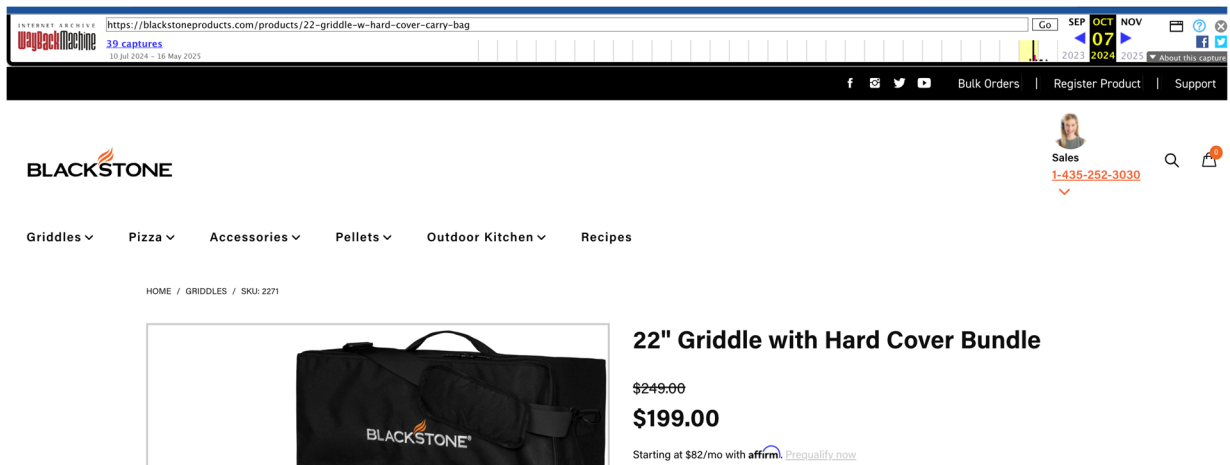 INTERNET ARCHIVE
WayBackMachine
https://blackstoneproducts.com/products/22-griddle-w-hard-cover-carry-bag
Go
SEP OCT NOV
39 captures
07
10 Jul 2024 – 16 May 2025
2023 2024 2025
▼ About this capture
Bulk Orders | Register Product | Support
BLACKSTONE
Sales
1-435-252-3030
0
Griddles Pizza Accessories Pellets Outdoor Kitchen Recipes
HOME / GRIDDLES / SKU: 2271
22" Griddle with Hard Cover Bundle
$249.00
$199.00
BLACKSTONE®
Starting at $82/mo with affirm. Prequalify now